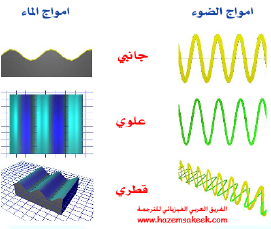 امواج الضوء
امواج الماء
جانبي
علوي
قطري
الفريق العربي الفيزيائي للترجمة
www.hazemsakeek.com